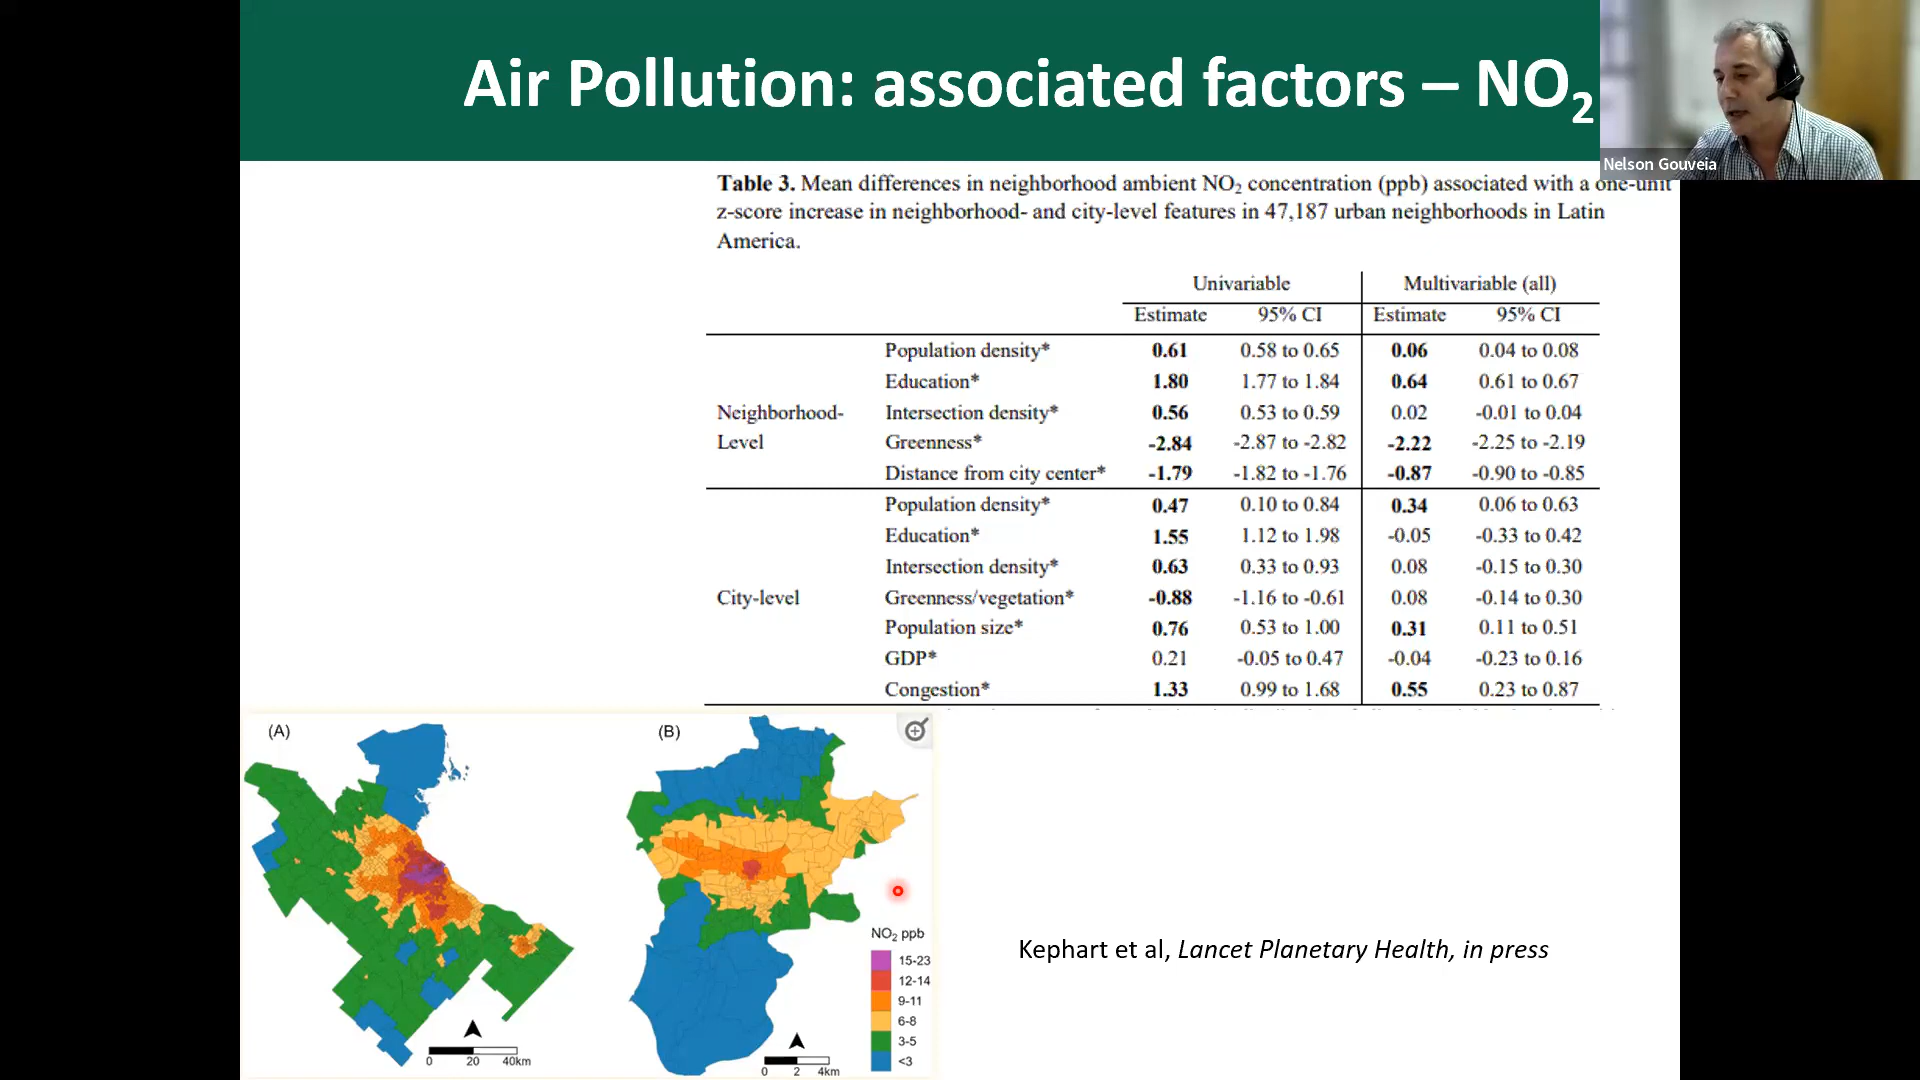 Air Pollution: associated factors – NO2
Nelson Gouveia
Table 3. Mean differences in neighborhood ambient NO2 concentration (ppb) associated with a one-unit
z-score increase in neighborhood- and city-level features in 47,187 urban neighborhoods in Latin
America.
Univariable Multivariable (all)
Estimate 95% CI Estimate 95% CI
Population density* 0.61 0.58 to 0.65 0.06 0.04 to 0.08
Education* 1.80 1.77 to 1.84 0.64 0.61 to 0.67
Neighborhood- Intersection density* 0.56 0.53 to 0.59 0.02 -0.01 to 0.04
Level Greenness* -2.84 -2.87 to -2.82 -2.22 -2.25 to -2.19
Distance from city center* -1.79 -1.82 to -1.76 -0.87 -0.90 to -0.85
Population density* 0.47 0.10 to 0.84 0.34 0.06 to 0.63
Education* 1.55 1.12 to 1.98 -0.05 -0.33 to 0.42
Intersection density* 0.63 0.33 to 0.93 0.08 -0.15 to 0.30
City-level Greenness/vegetation* -0.88 -1.16 to -0.61 0.08 -0.14 to 0.30
Population size* 0.76 0.53 to 1.00 0.31 0.11 to 0.51
GDP* 0.21 -0.05 to 0.47 -0.04 -0.23 to 0.16
Congestion* 1.33 0.99 to 1.68 0.55 0.23 to 0.87
(A) (B)
NO2 ppb
15-23
12-14
9-11
6-8
3-5
<3
0 20 40km
0 2 4km
Kephart et al, Lancet Planetary Health, in press